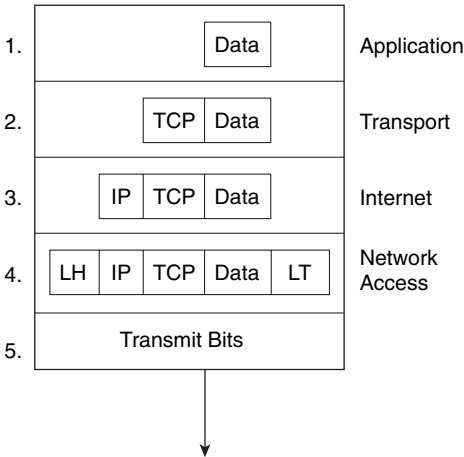 1. Data Application
2. TCP Data Transport
3. IP TCP Data Internet
4. LH IP TCP Data LT Network Access
5. Transmit Bits